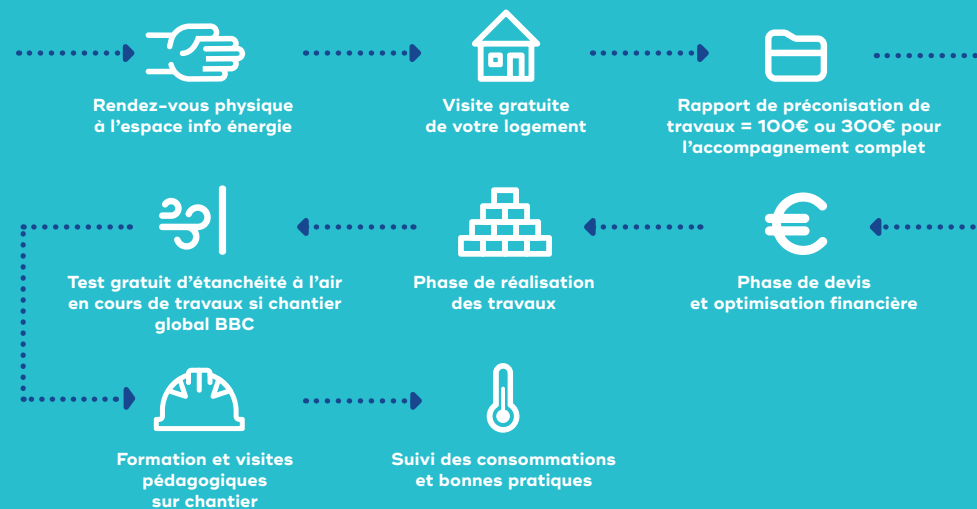 Rendez-vous physique
à l'espace info énergie
Visite gratuite
de votre logement
Rapport de préconisation de
travaux = 100€ ou 300€ pour
l'accompagnement complet
Phase de devis
et optimisation financière
Phase de réalisation
des travaux
Test gratuit d'étanchéité à l'air
en cours de travaux si chantier
global BBC
Formation et visites
pédagogiques
sur chantier
Suivi des consommations
et bonnes pratiques